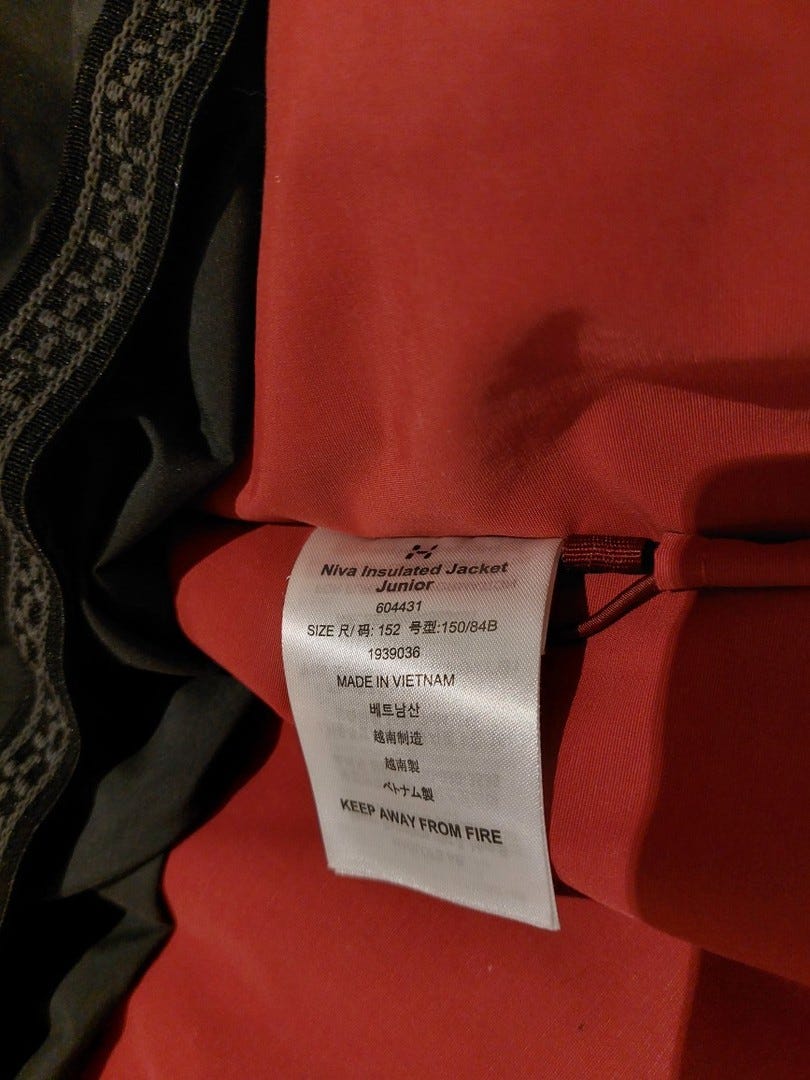 Niva Insulated Jacket
Junior
604431
SIZE 尺/ 码: 152 号型:150/84B
1939036
MADE IN VIETNAM
베트남산
越南制造
越南製
ベトナム製
KEEP AWAY FROM FIRE